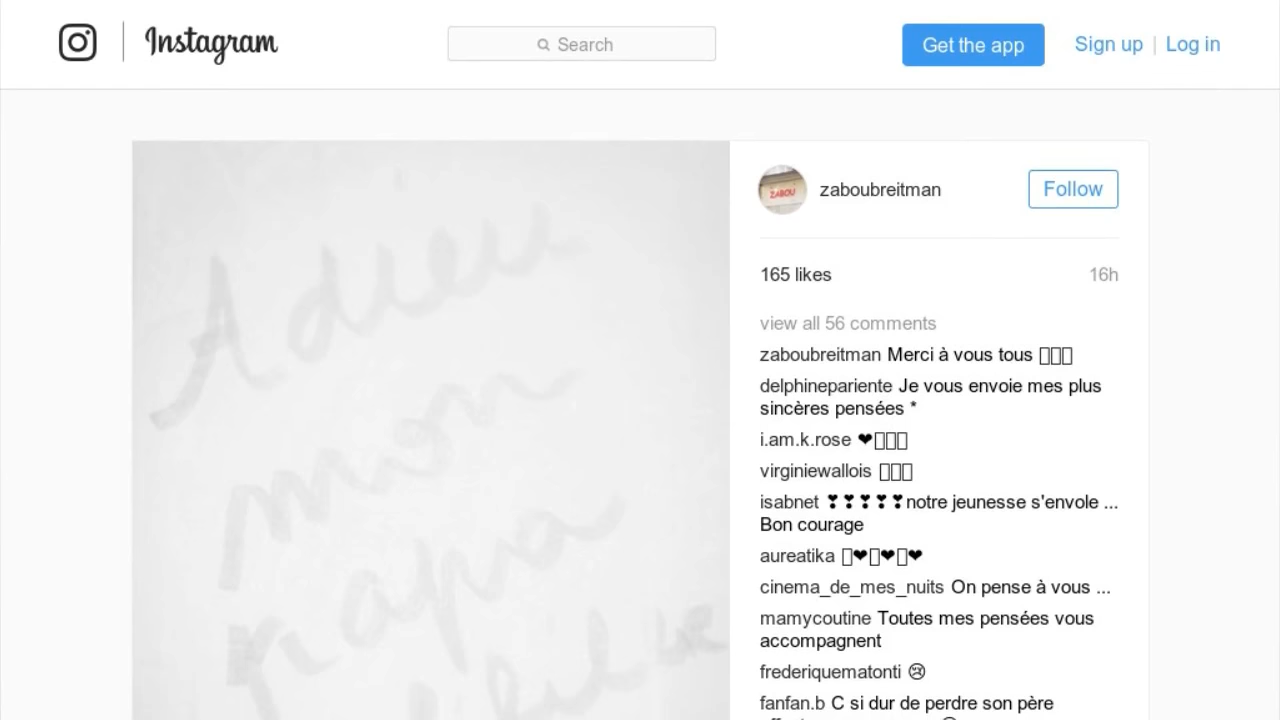 Instagram
Search
Get the app
Sign up | Log in
Adieu
mon
papa
ZABOU
zaboubreitman
Follow
165 likes
16h
view all 56 comments
zaboubreitman Merci à vous tous
delphinepariente Je vous envoie mes plus
sincères pensées *
i.am.k.rose ❤
virginiewallois
isabnet ❣❣❣❣❣notre jeunesse s'envole ...
Bon courage
aureatika ❤❤❤
cinema_de_mes_nuits On pense à vous ...
mamycoutine Toutes mes pensées vous
accompagnent
frederiquematonti 😢
fanfan.b C si dur de perdre son père